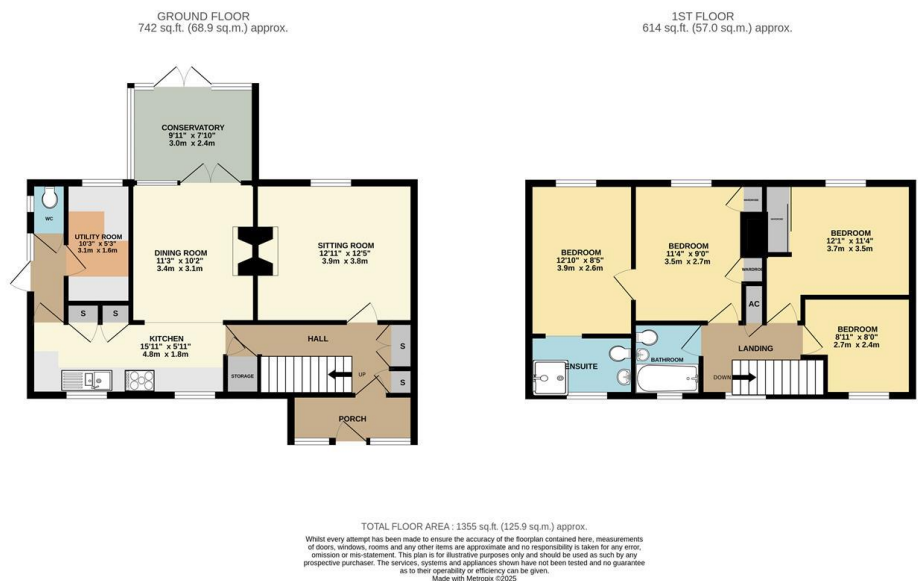 GROUND FLOOR
742 sq.ft. (68.9 sq.m.) approx.
1ST FLOOR
614 sq.ft. (57.0 sq.m.) approx.
CONSERVATORY
9'11" x 7'10"
3.0m x 2.4m
WC
UTILITY ROOM
10'3" x 5'3"
3.1m x 1.6m
DINING ROOM
11'3" x 10'2"
3.4m x 3.1m
SITTING ROOM
12'11" x 12'5"
3.9m x 3.8m
S
S
KITCHEN
15'11" x 5'11"
4.8m x 1.8m
HALL
S
STORAGE
UP
S
PORCH
BEDROOM
12'10" x 8'5"
3.9m x 2.6m
BEDROOM
11'4" x 9'0"
3.5m x 2.7m
BEDROOM
12'1" x 11'4"
3.7m x 3.5m
WARDROBE
AC
BEDROOM
8'11" x 8'0"
2.7m x 2.4m
ENSUITE
BATHROOM
LANDING
DOWN
TOTAL FLOOR AREA : 1355 sq.ft. (125.9 sq.m.) approx.
Whilst every attempt has been made to ensure the accuracy of the floorplan contained here, measurements
of doors, windows, rooms and any other items are approximate and no responsibility is taken for any error,
omission or mis-statement. This plan is for illustrative purposes only and should be used as such by any
prospective purchaser. The services, systems and appliances shown have not been tested and no guarantee
as to their operability or efficiency can be given.
Made with Metropix ©2025